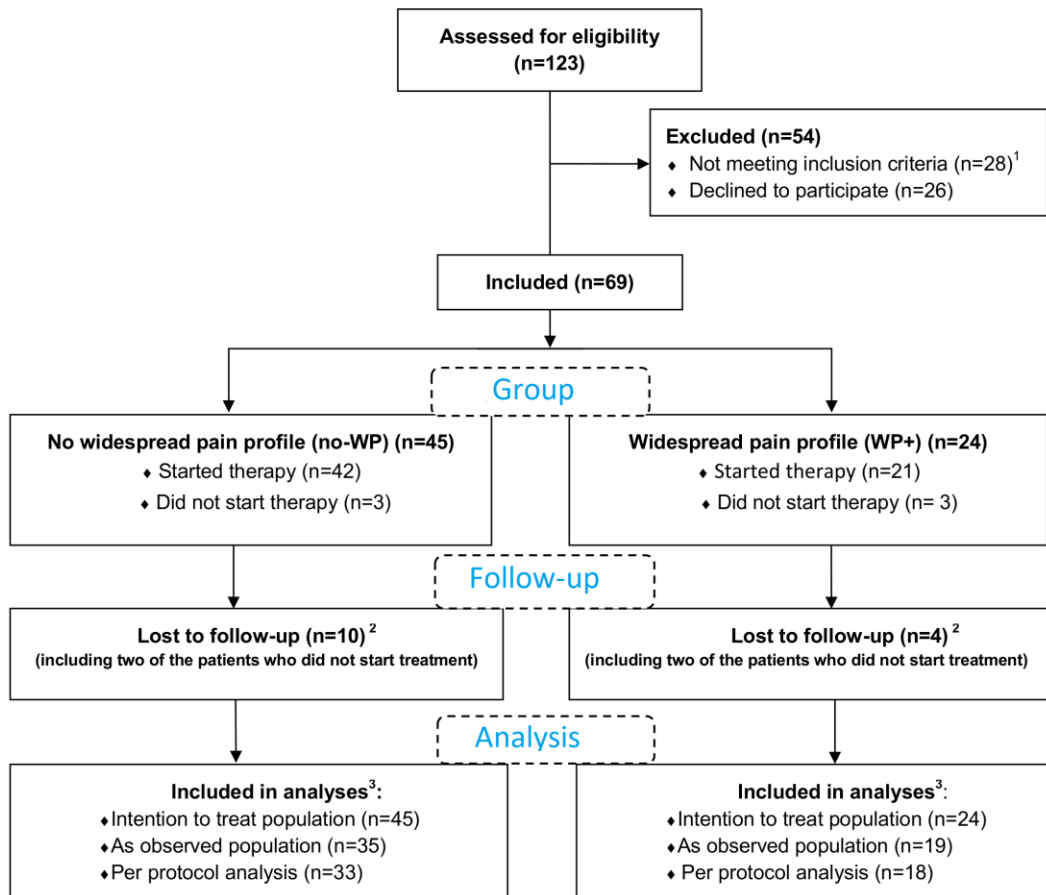 Assessed for eligibility
(n=123)
Excluded (n=54)
♦ Not meeting inclusion criteria (n=28)¹
♦ Declined to participate (n=26)
Included (n=69)
Group
No widespread pain profile (no-WP) (n=45)
♦ Started therapy (n=42)
♦ Did not start therapy (n=3)
Widespread pain profile (WP+) (n=24)
♦ Started therapy (n=21)
♦ Did not start therapy (n= 3)
Follow-up
Lost to follow-up (n=10) ²
(including two of the patients who did not start treatment)
Lost to follow-up (n=4) ²
(including two of the patients who did not start treatment)
Analysis
Included in analyses³:
♦Intention to treat population (n=45)
♦As observed population (n=35)
♦Per protocol analysis (n=33)
Included in analyses³:
♦Intention to treat population (n=24)
♦As observed population (n=19)
♦Per protocol analysis (n=18)